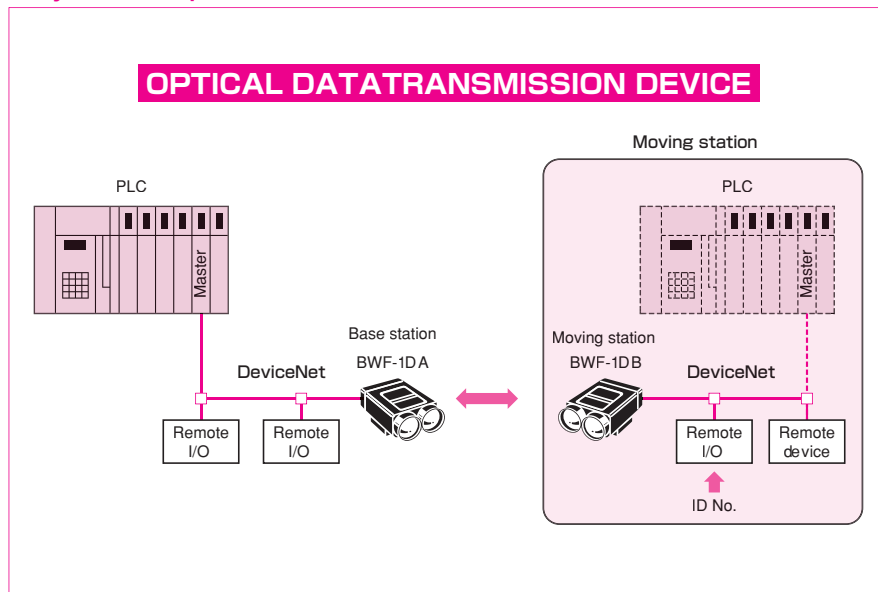 OPTICAL DATATRANSMISSION DEVICE
Moving station
PLC
PLC
Master
Master
Base station
BWF-1DA
Moving station
BWF-1DB
DeviceNet
DeviceNet
Remote
I/O
Remote
I/O
Remote
I/O
Remote
device
ID No.